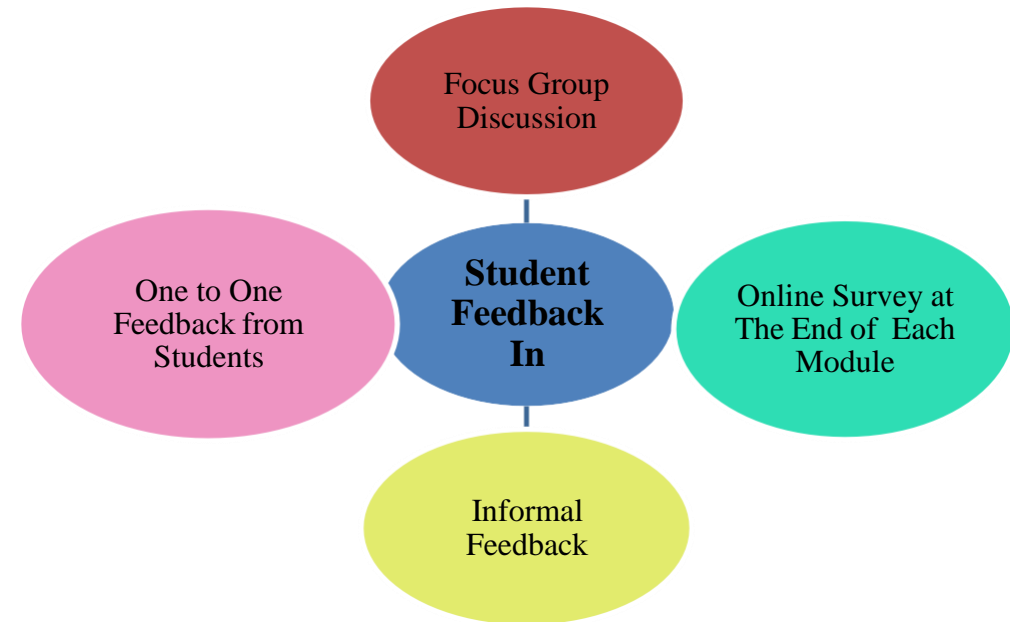 Focus Group
Discussion
One to One
Feedback from
Students
Student
Feedback
In
Online Survey at
The End of  Each
Module
Informal
Feedback